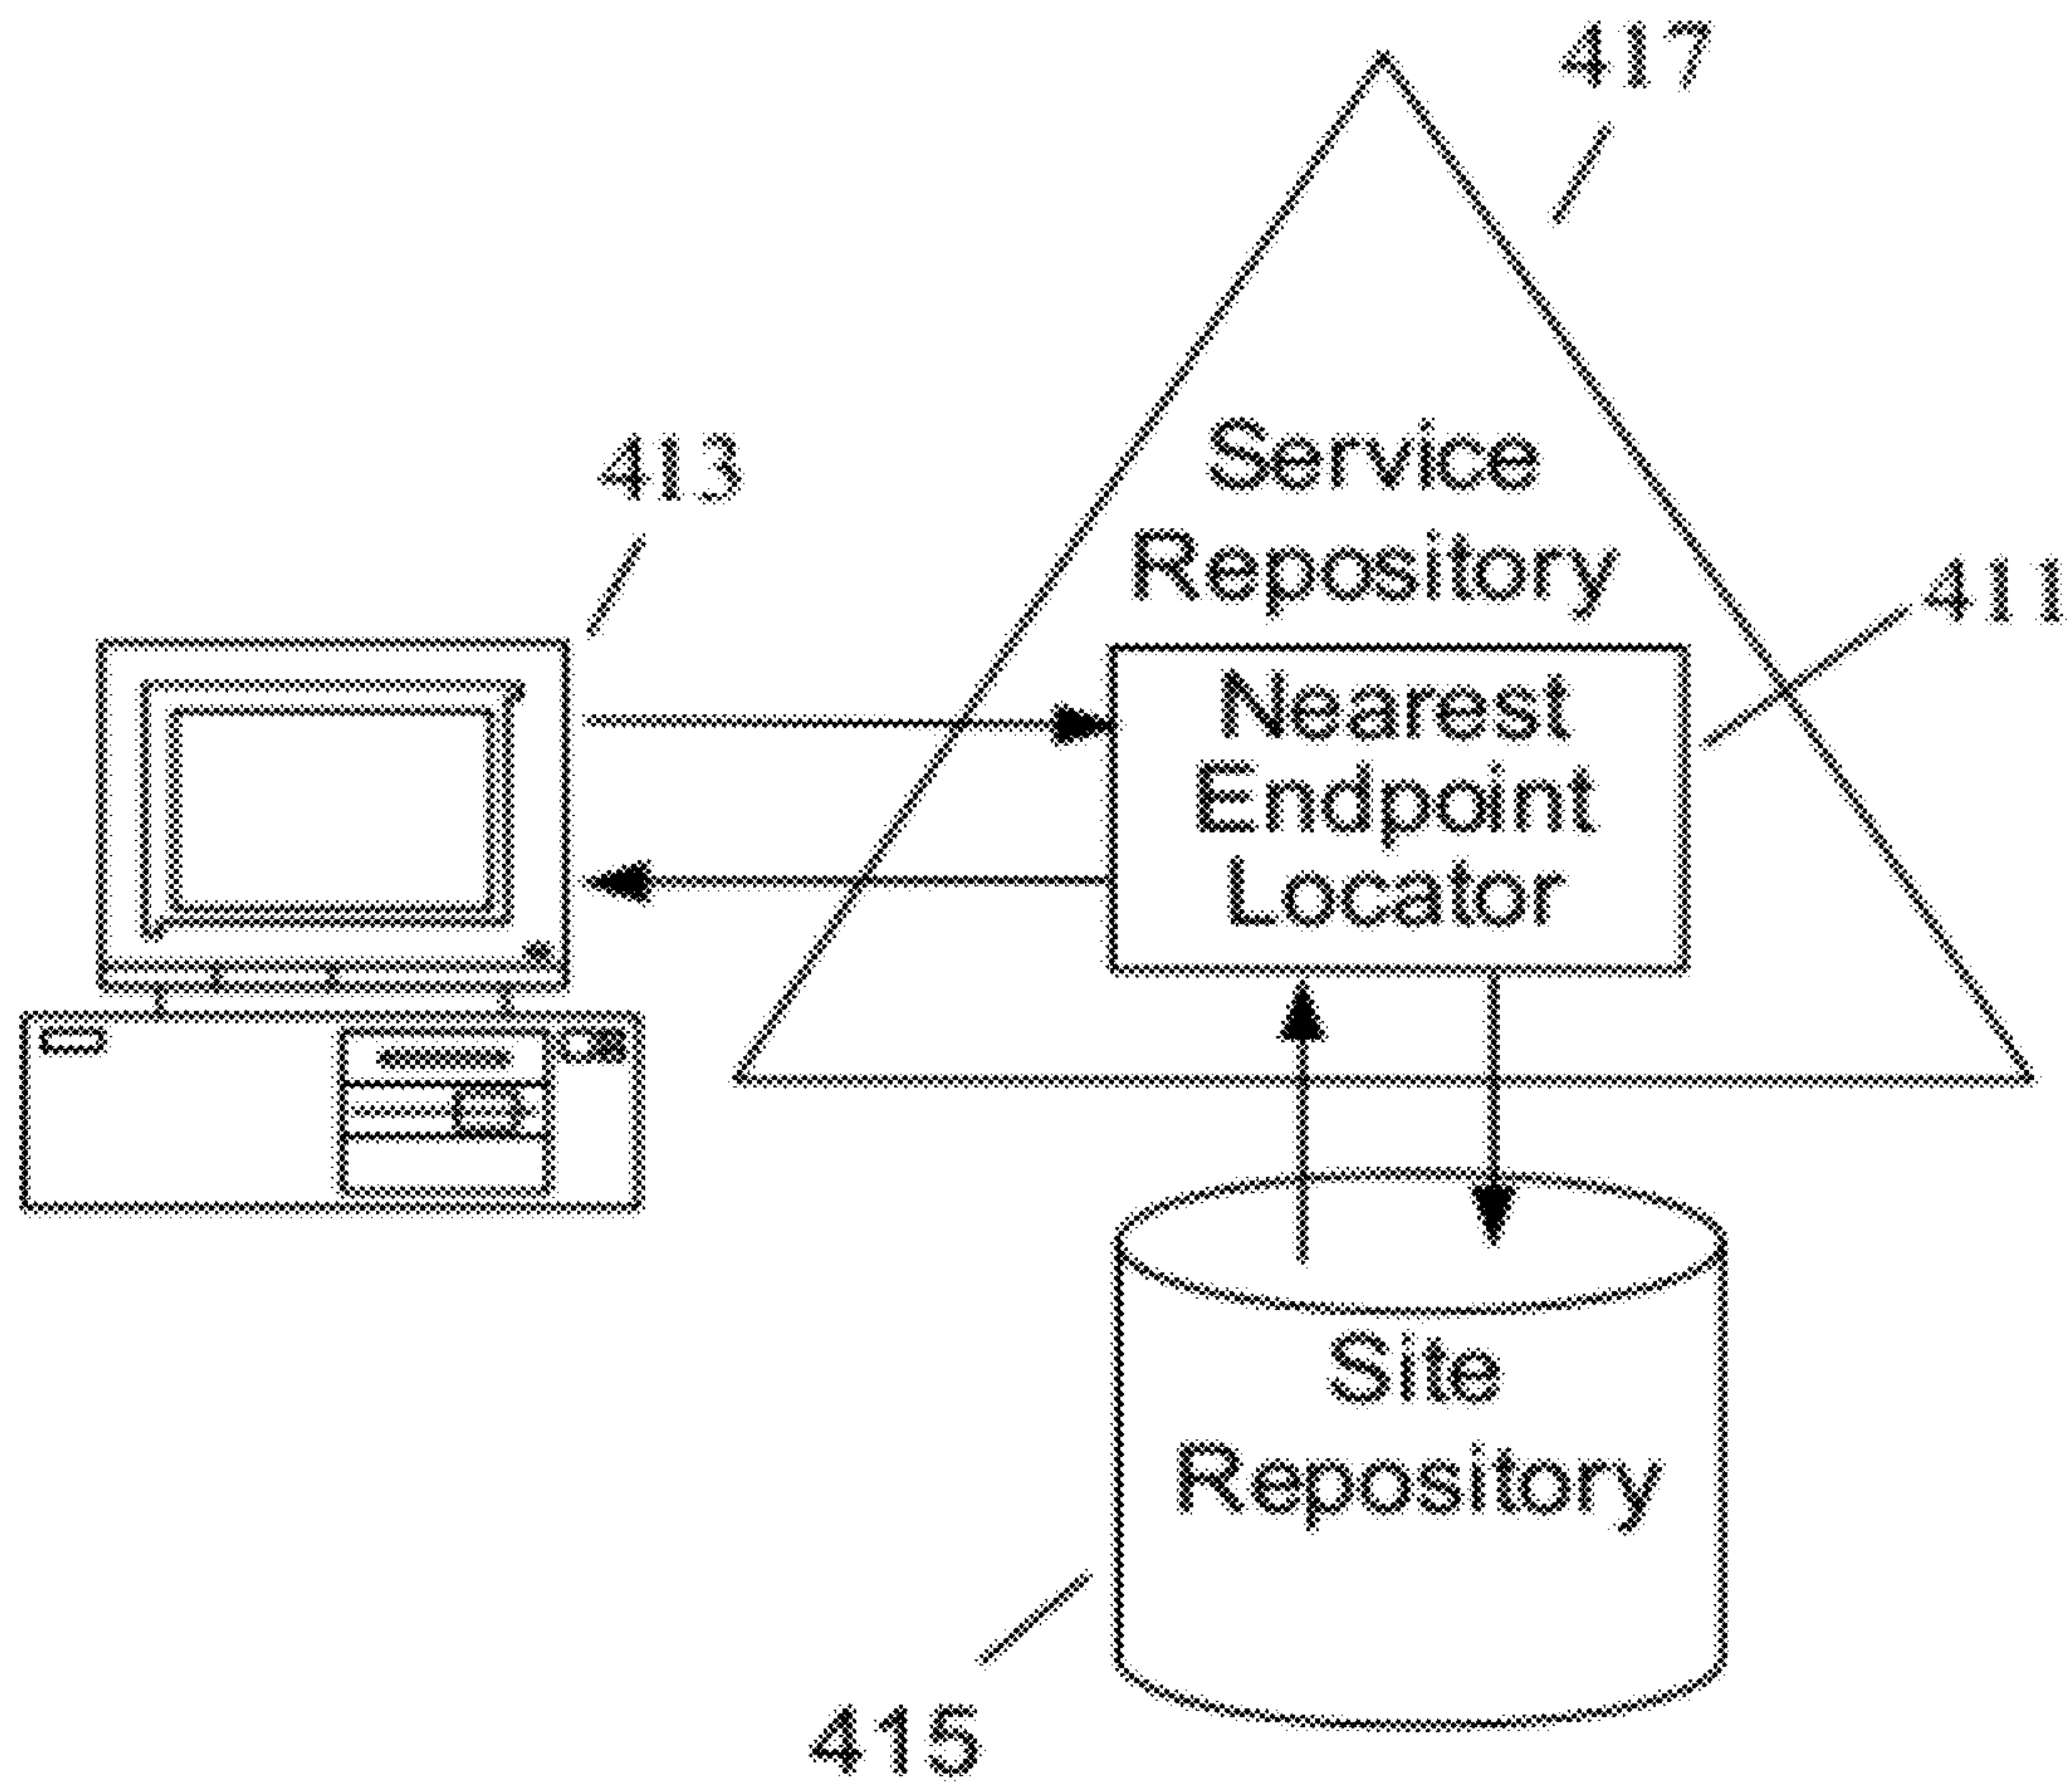 417
Service
Repository
413
411
Nearest
Endpoint
Locator
Site
Repository
415